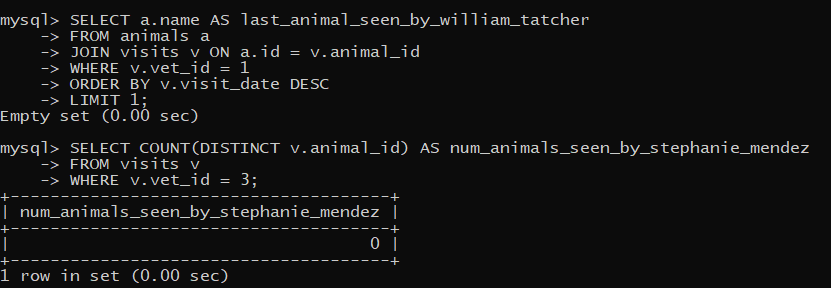 mysql> SELECT a.name AS last_animal_seen_by_william_tatcher
    -> FROM animals a
    -> JOIN visits v ON a.id = v.animal_id
    -> WHERE v.vet_id = 1
    -> ORDER BY v.visit_date DESC
    -> LIMIT 1;
Empty set (0.00 sec)

mysql> SELECT COUNT(DISTINCT v.animal_id) AS num_animals_seen_by_stephanie_mendez
    -> FROM visits v
    -> WHERE v.vet_id = 3;
+--------------------------------------+
| num_animals_seen_by_stephanie_mendez |
+--------------------------------------+
|                                    0 |
+--------------------------------------+
1 row in set (0.00 sec)